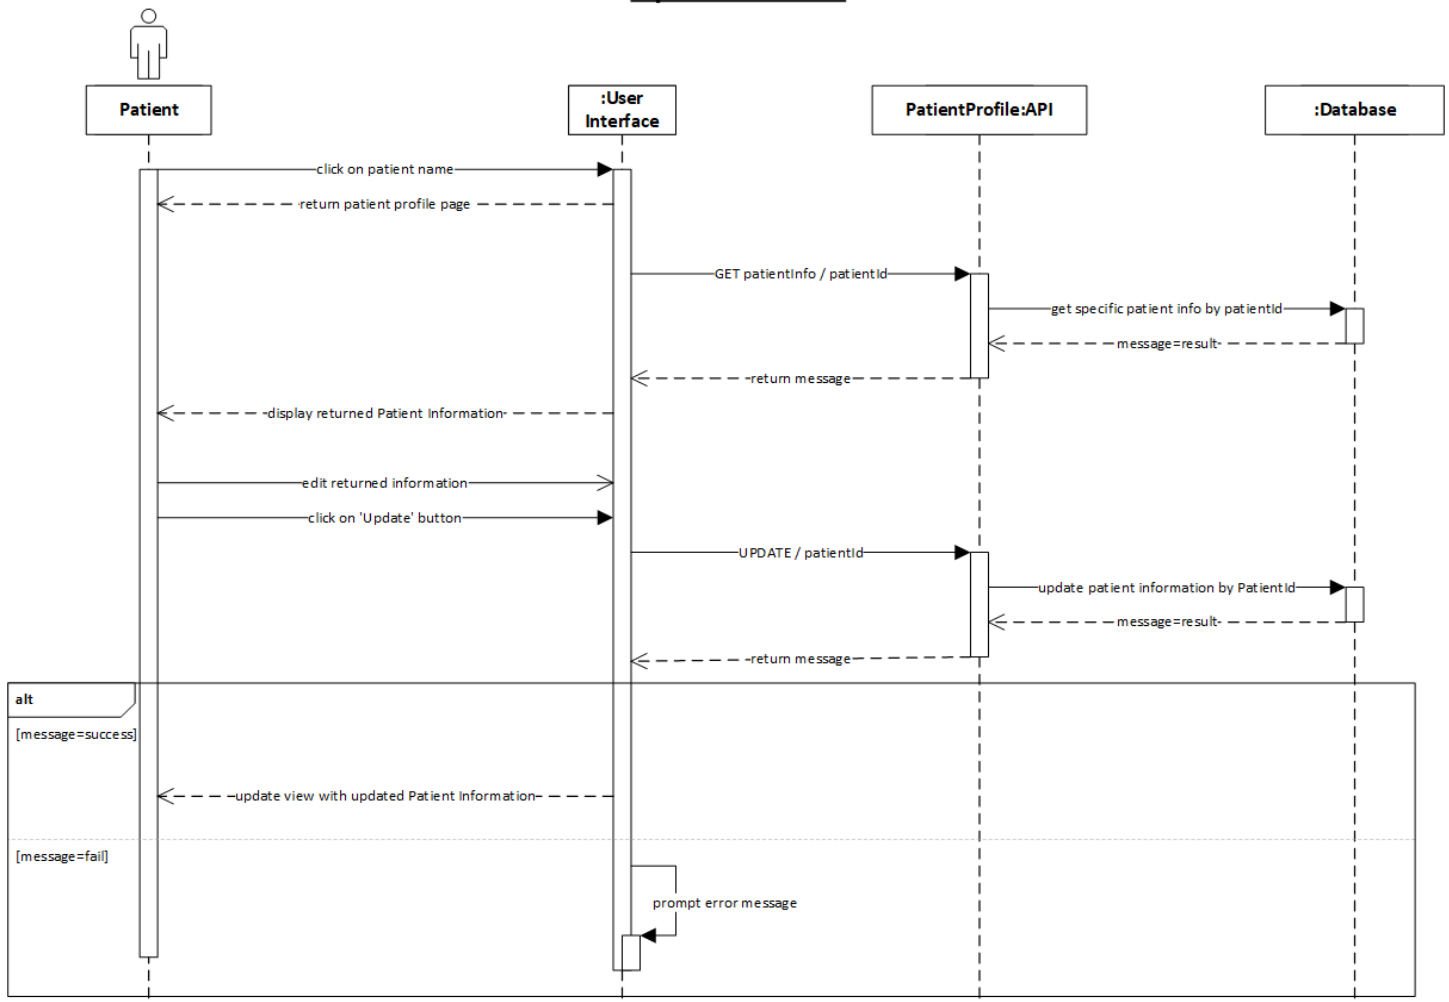 Patient
:User
Interface
PatientProfile:API
:Database
click on patient name
return patient profile page
GET patientInfo / patientId
get specific patient info by patientId
message=result
return message
display returned Patient Information
edit returned information
click on 'Update' button
UPDATE / patientId
update patient information by PatientId
message=result
return message
alt
[message=success]
update view with updated Patient Information
[message=fail]
prompt error message